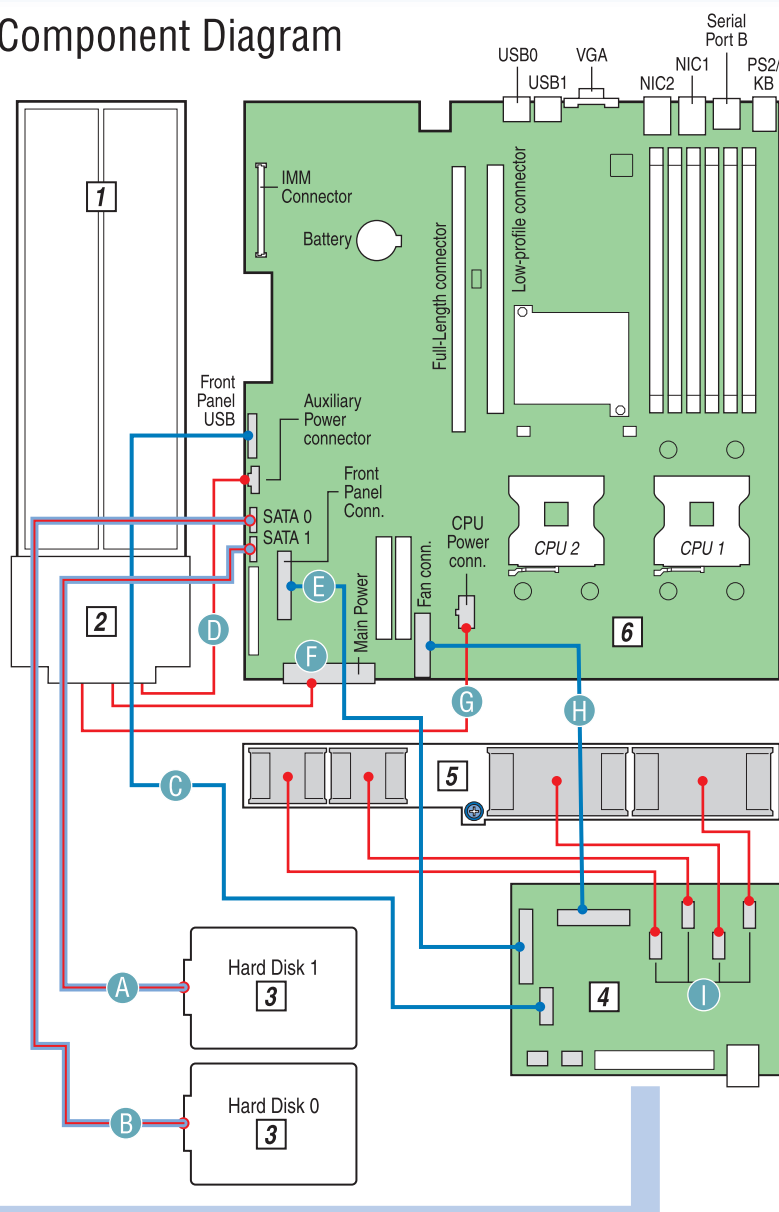 Component Diagram
Serial
Port B
USB0
VGA
NIC1
PS2/
USB1
NIC2
KB
1
IMM
Connector
Battery
Low-profile connector
Full-Length connector
Front
Panel
USB
Auxiliary
Power
connector
Front
Panel
Conn.
SATA 0
SATA 1
CPU
Power
conn.
CPU 2
CPU 1
Fan conn.
Main Power
E
2
D
F
6
G
H
5
C
Hard Disk 1
3
A
4
I
Hard Disk 0
3
B